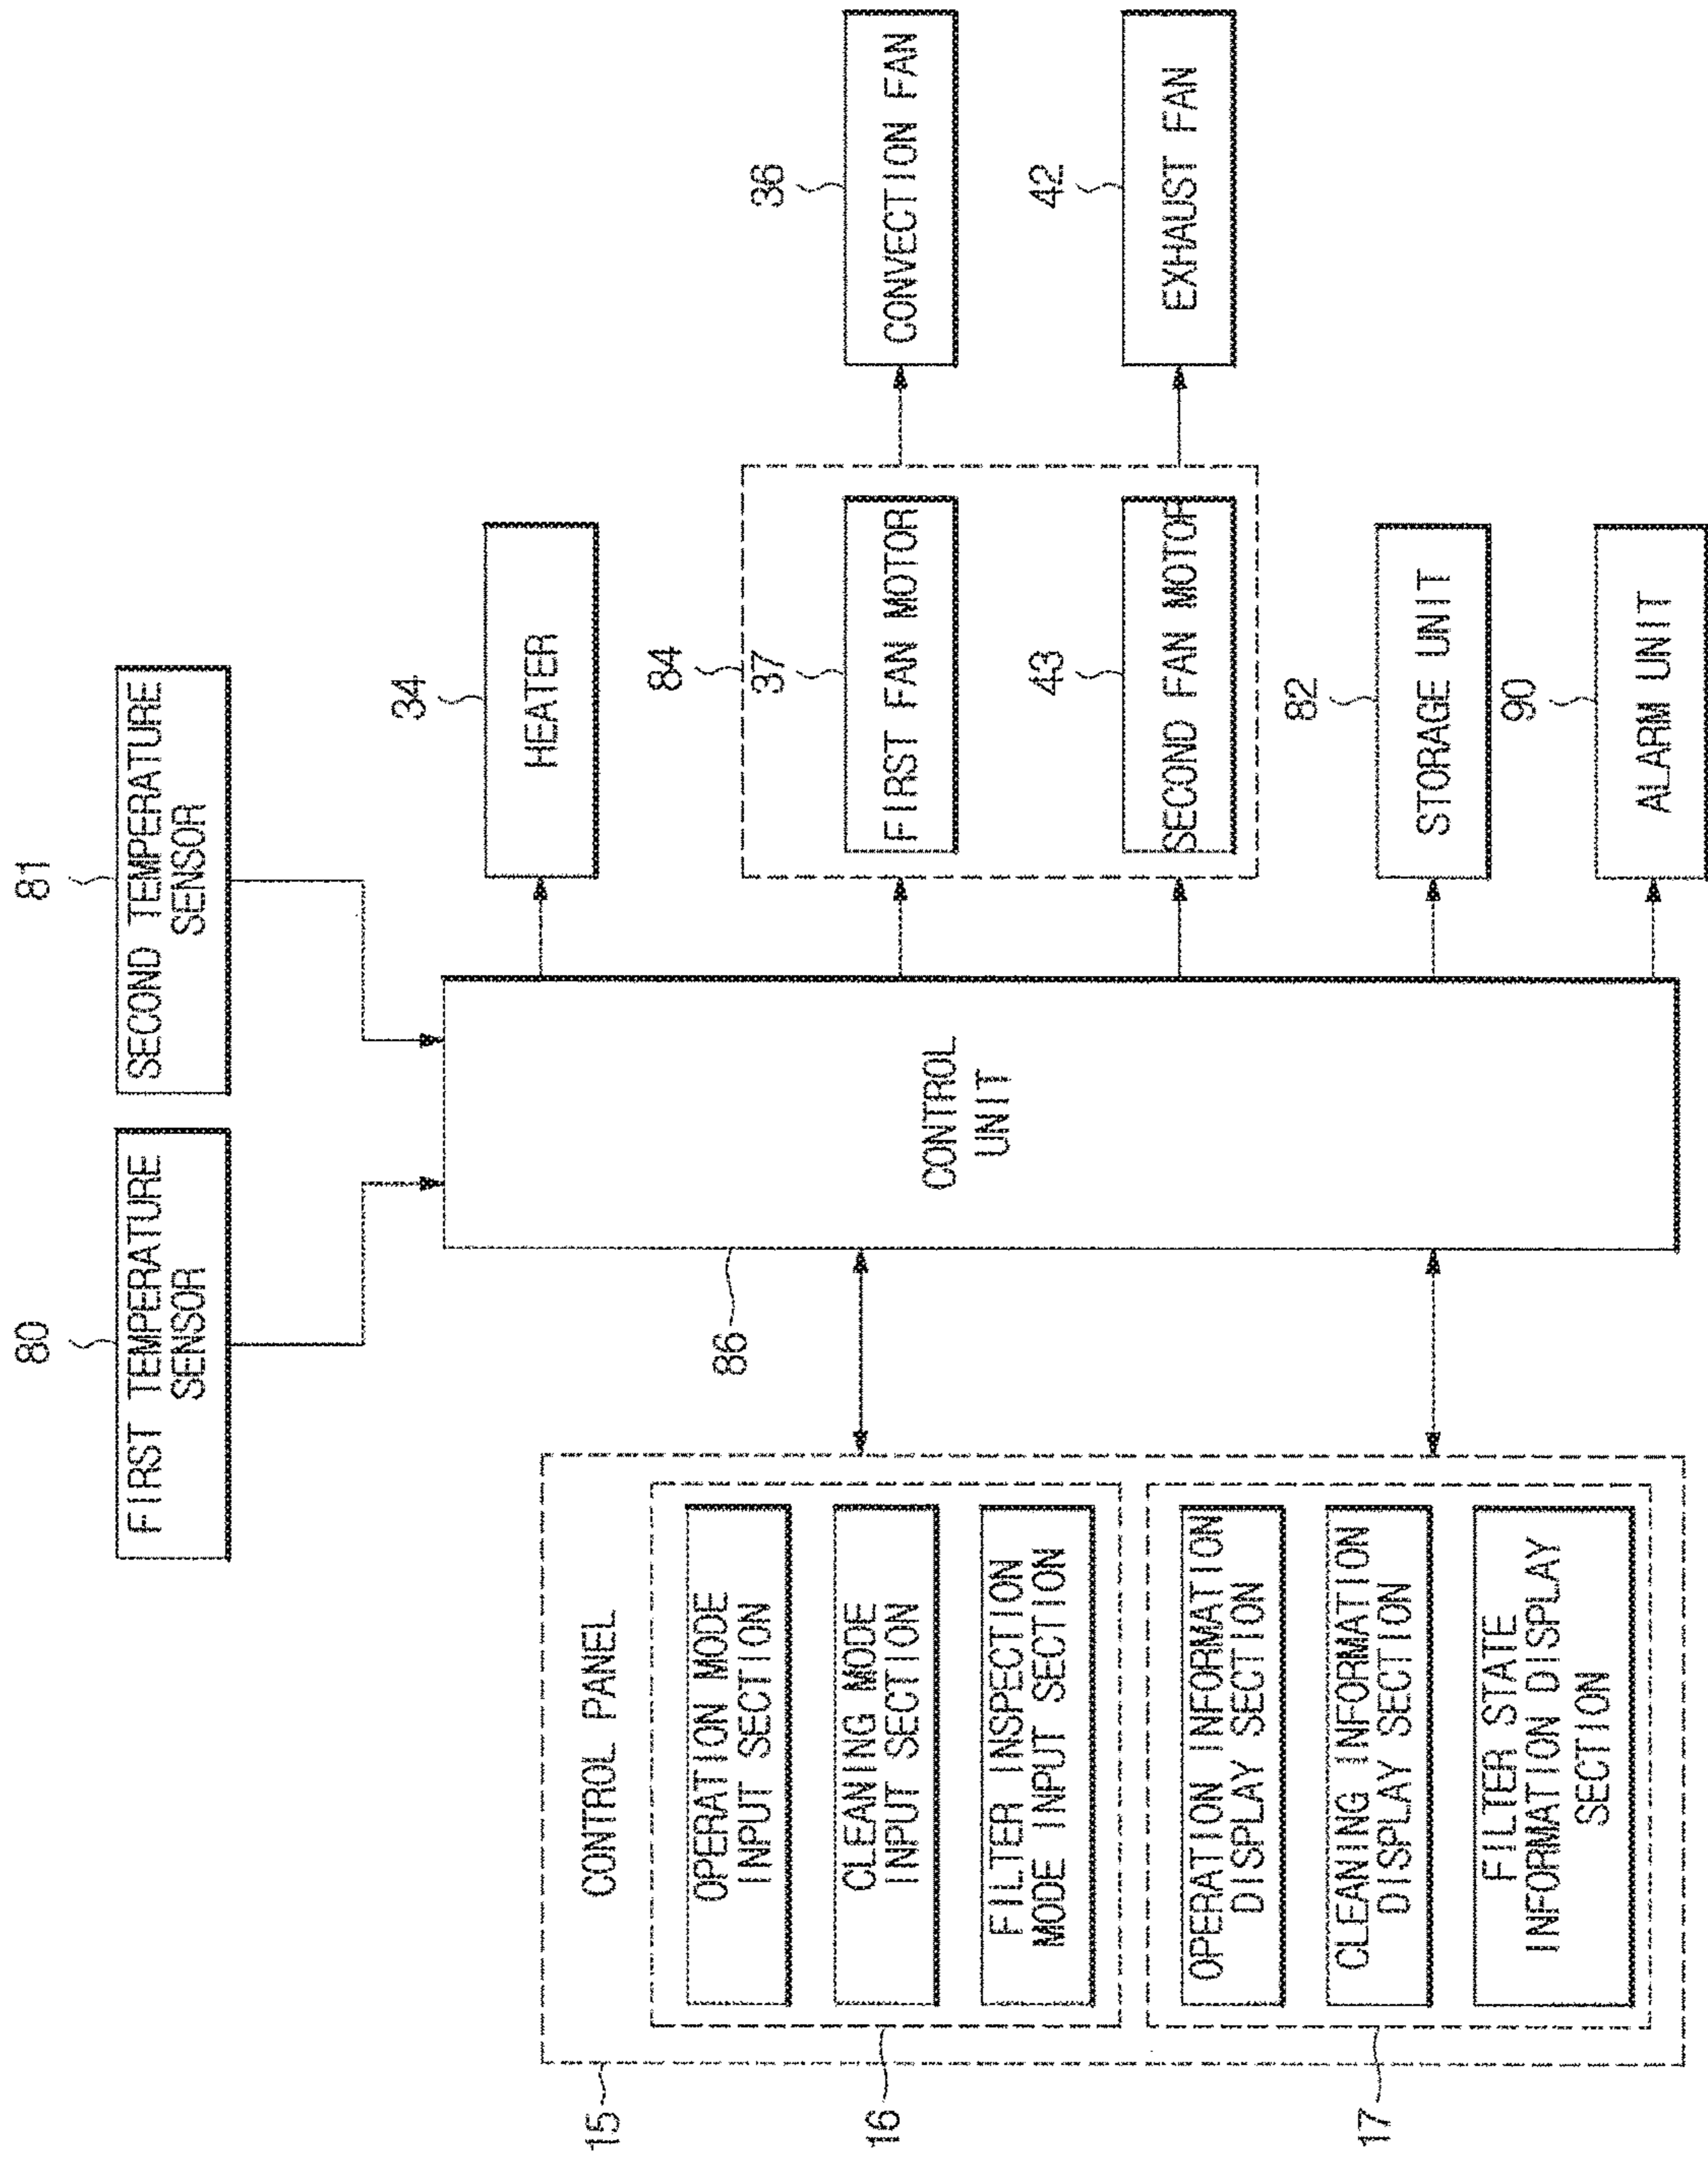 80
FIRST TEMPERATURE
SENSOR
81
SECOND TEMPERATURE
SENSOR
15
CONTROL PANEL
16
OPERATION MODE
INPUT SECTION
CLEANING MODE
INPUT SECTION
FILTER INSPECTION
MODE INPUT SECTION
17
OPERATION INFORMATION
DISPLAY SECTION
CLEANING INFORMATION
DISPLAY SECTION
FILTER STATE
INFORMATION DISPLAY
SECTION
86
CONTROL
UNIT
34
HEATER
84
37
FIRST FAN MOTOR
43
SECOND FAN MOTOR
36
CONVECTION FAN
42
EXHAUST FAN
82
STORAGE UNIT
90
ALARM UNIT